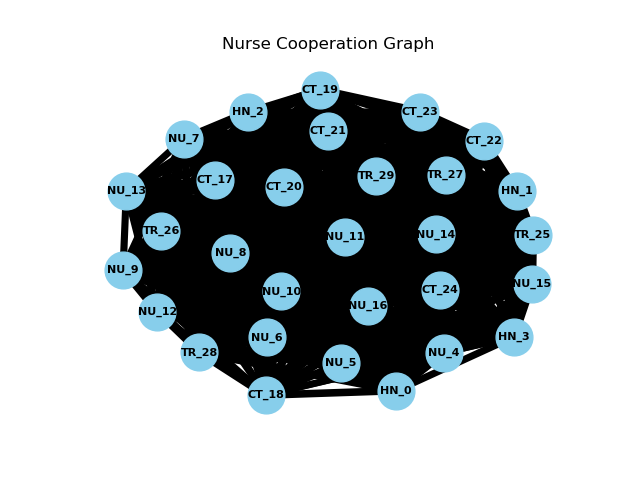 Nurse Cooperation Graph
CT_19
HN_2
CT_23
CT_21
NU_7
CT_22
CT_17
CT_20
TR_29
TR_27
NU_13
HN_1
TR_26
NU_8
NU_11
NU_14
TR_25
NU_9
NU_10
CT_24
NU_15
NU_12
NU_16
NU_6
HN_3
TR_28
NU_5
NU_4
CT_18
HN_0